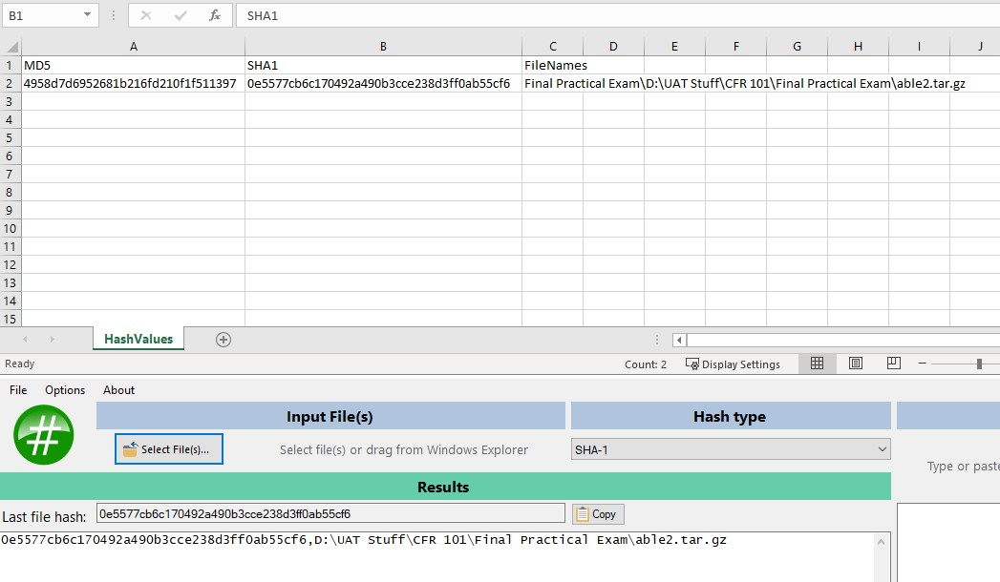 B1 fx SHA1
A B C D E F G H I J
1 MD5 SHA1 FileNames
2 4958d7d6952681b216fd210f1f511397 0e5577cb6c170492a490b3cce238d3ff0ab55cf6 Final Practical Exam\D:\UAT Stuff\CFR 101\Final Practical Exam\able2.tar.gz
3
4
5
6
7
8
9
10
11
12
13
14
15
HashValues
Ready Count: 2 Display Settings
File Options About
Input File(s) Hash type
# Select File(s)... Select file(s) or drag from Windows Explorer SHA-1
Type or paste
Results
Last file hash: 0e5577cb6c170492a490b3cce238d3ff0ab55cf6 Copy
0e5577cb6c170492a490b3cce238d3ff0ab55cf6,D:\UAT Stuff\CFR 101\Final Practical Exam\able2.tar.gz